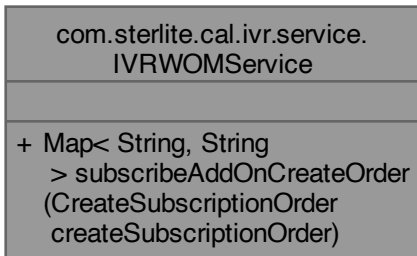 com.sterlite.cal.ivr.service.
IVRWOMService
+ Map< String, String
> subscribeAddOnCreateOrder
(CreateSubscriptionOrder
createSubscriptionOrder)